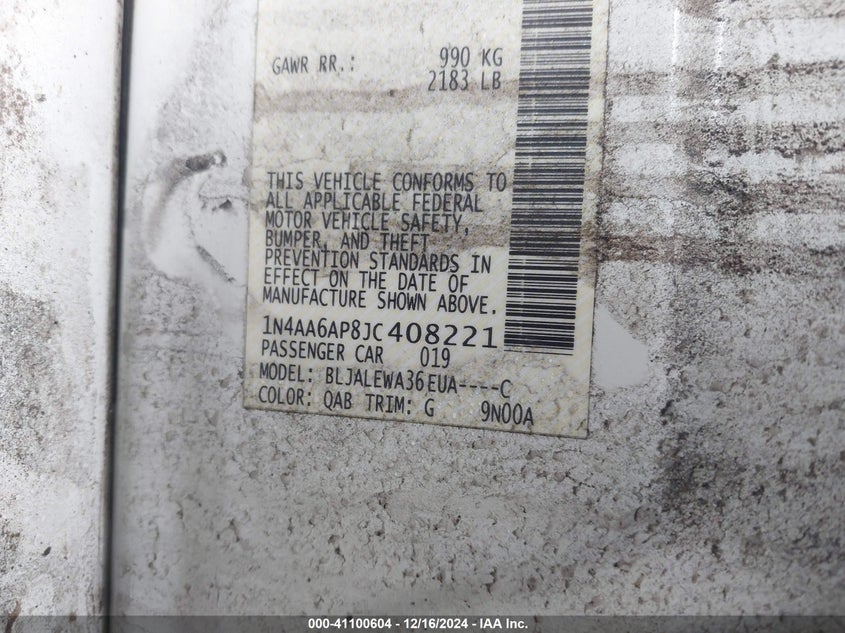 GAWR RR.: 990 KG
2183 LB
THIS VEHICLE CONFORMS TO
ALL APPLICABLE FEDERAL
MOTOR VEHICLE SAFETY,
BUMPER, AND THEFT
PREVENTION STANDARDS IN
EFFECT ON THE DATE OF
MANUFACTURE SHOWN ABOVE.
1N4AA6AP8JC408221
PASSENGER CAR 019
MODEL: BLJALEWA36EUA----C
COLOR: QAB TRIM: G 9N00A
000-41100604 - 12/16/2024 - IAA Inc.